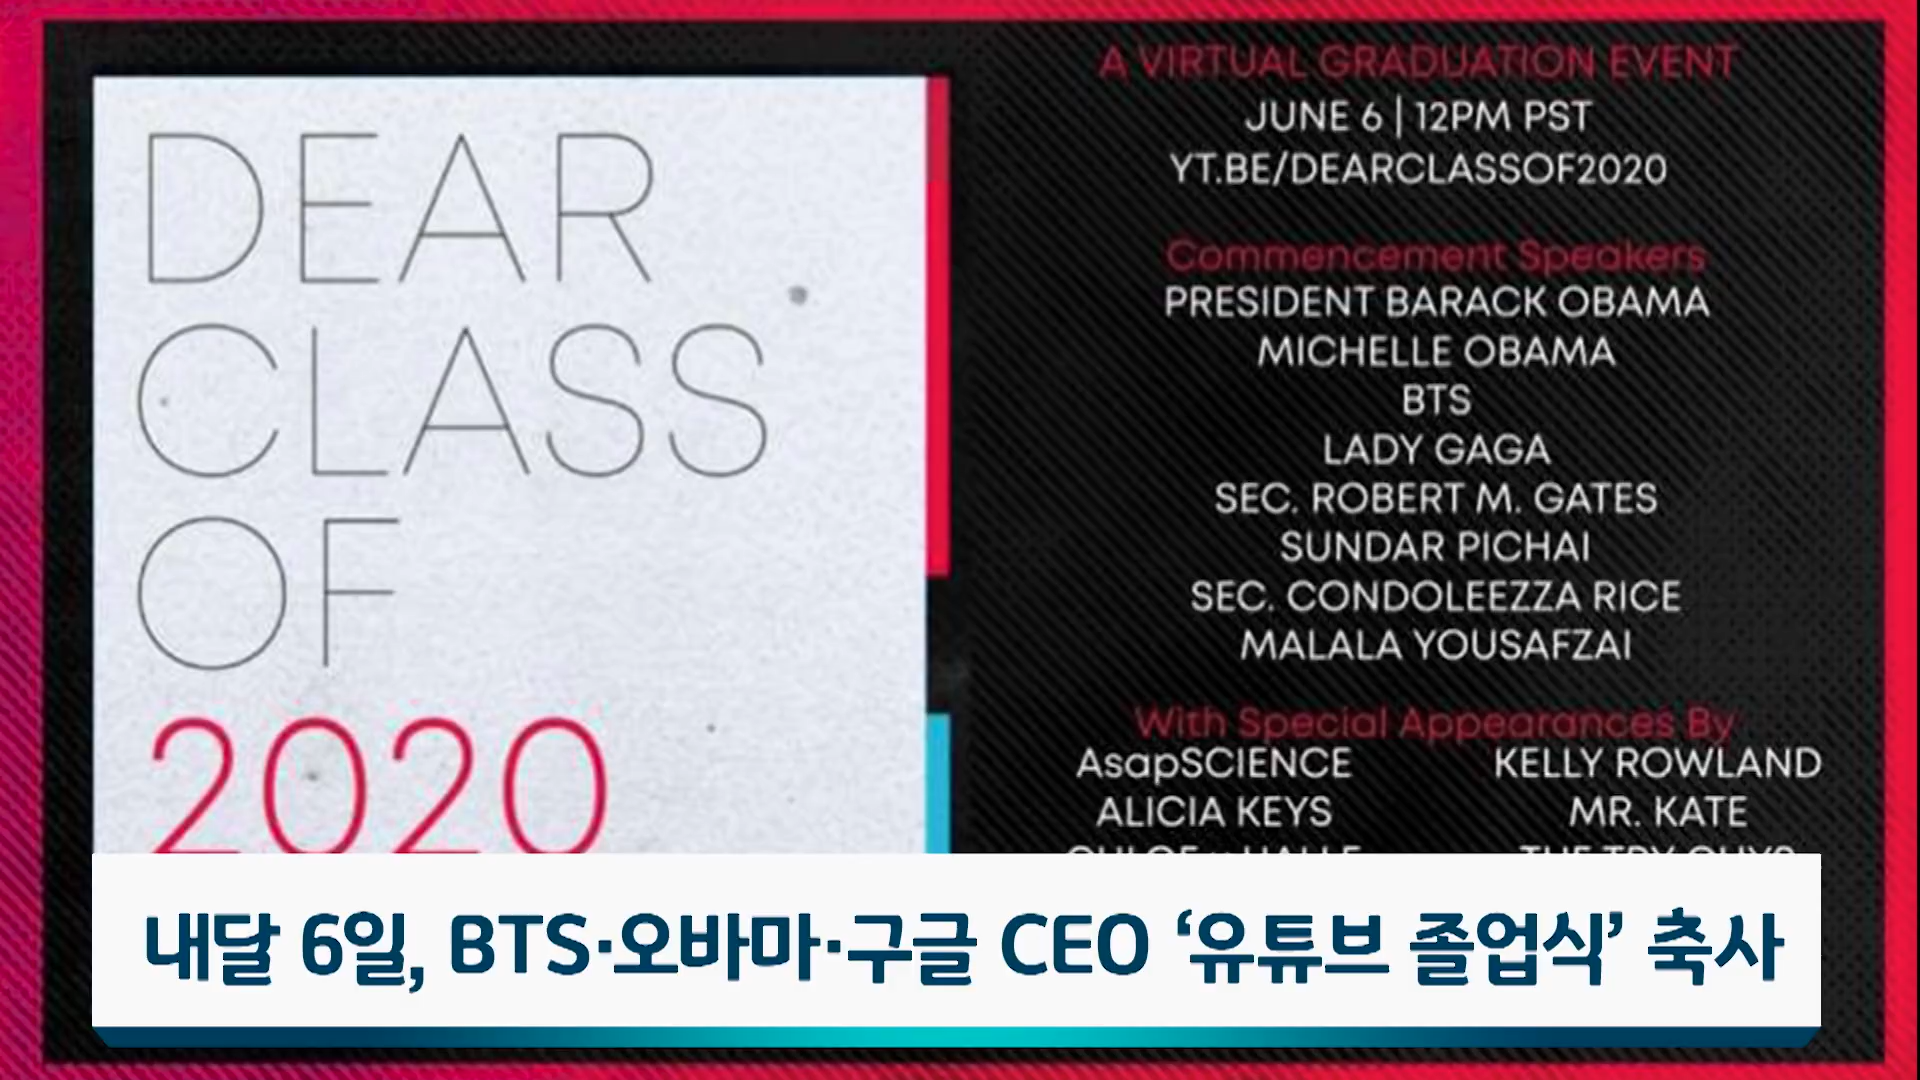 DEAR
CLASS
OF
2020
A VIRTUAL GRADUATION EVENT
JUNE 6 | 12PM PST
YT.BE/DEARCLASSOF2020
Commencement Speakers
PRESIDENT BARACK OBAMA
MICHELLE OBAMA
BTS
LADY GAGA
SEC. ROBERT M. GATES
SUNDAR PICHAI
SEC. CONDOLEEZZA RICE
MALALA YOUSAFZAI
With Special Appearances By
AsapSCIENCE KELLY ROWLAND
ALICIA KEYS MR. KATE
내달 6일, BTS·오바마·구글 CEO ‘유튜브 졸업식’ 축사